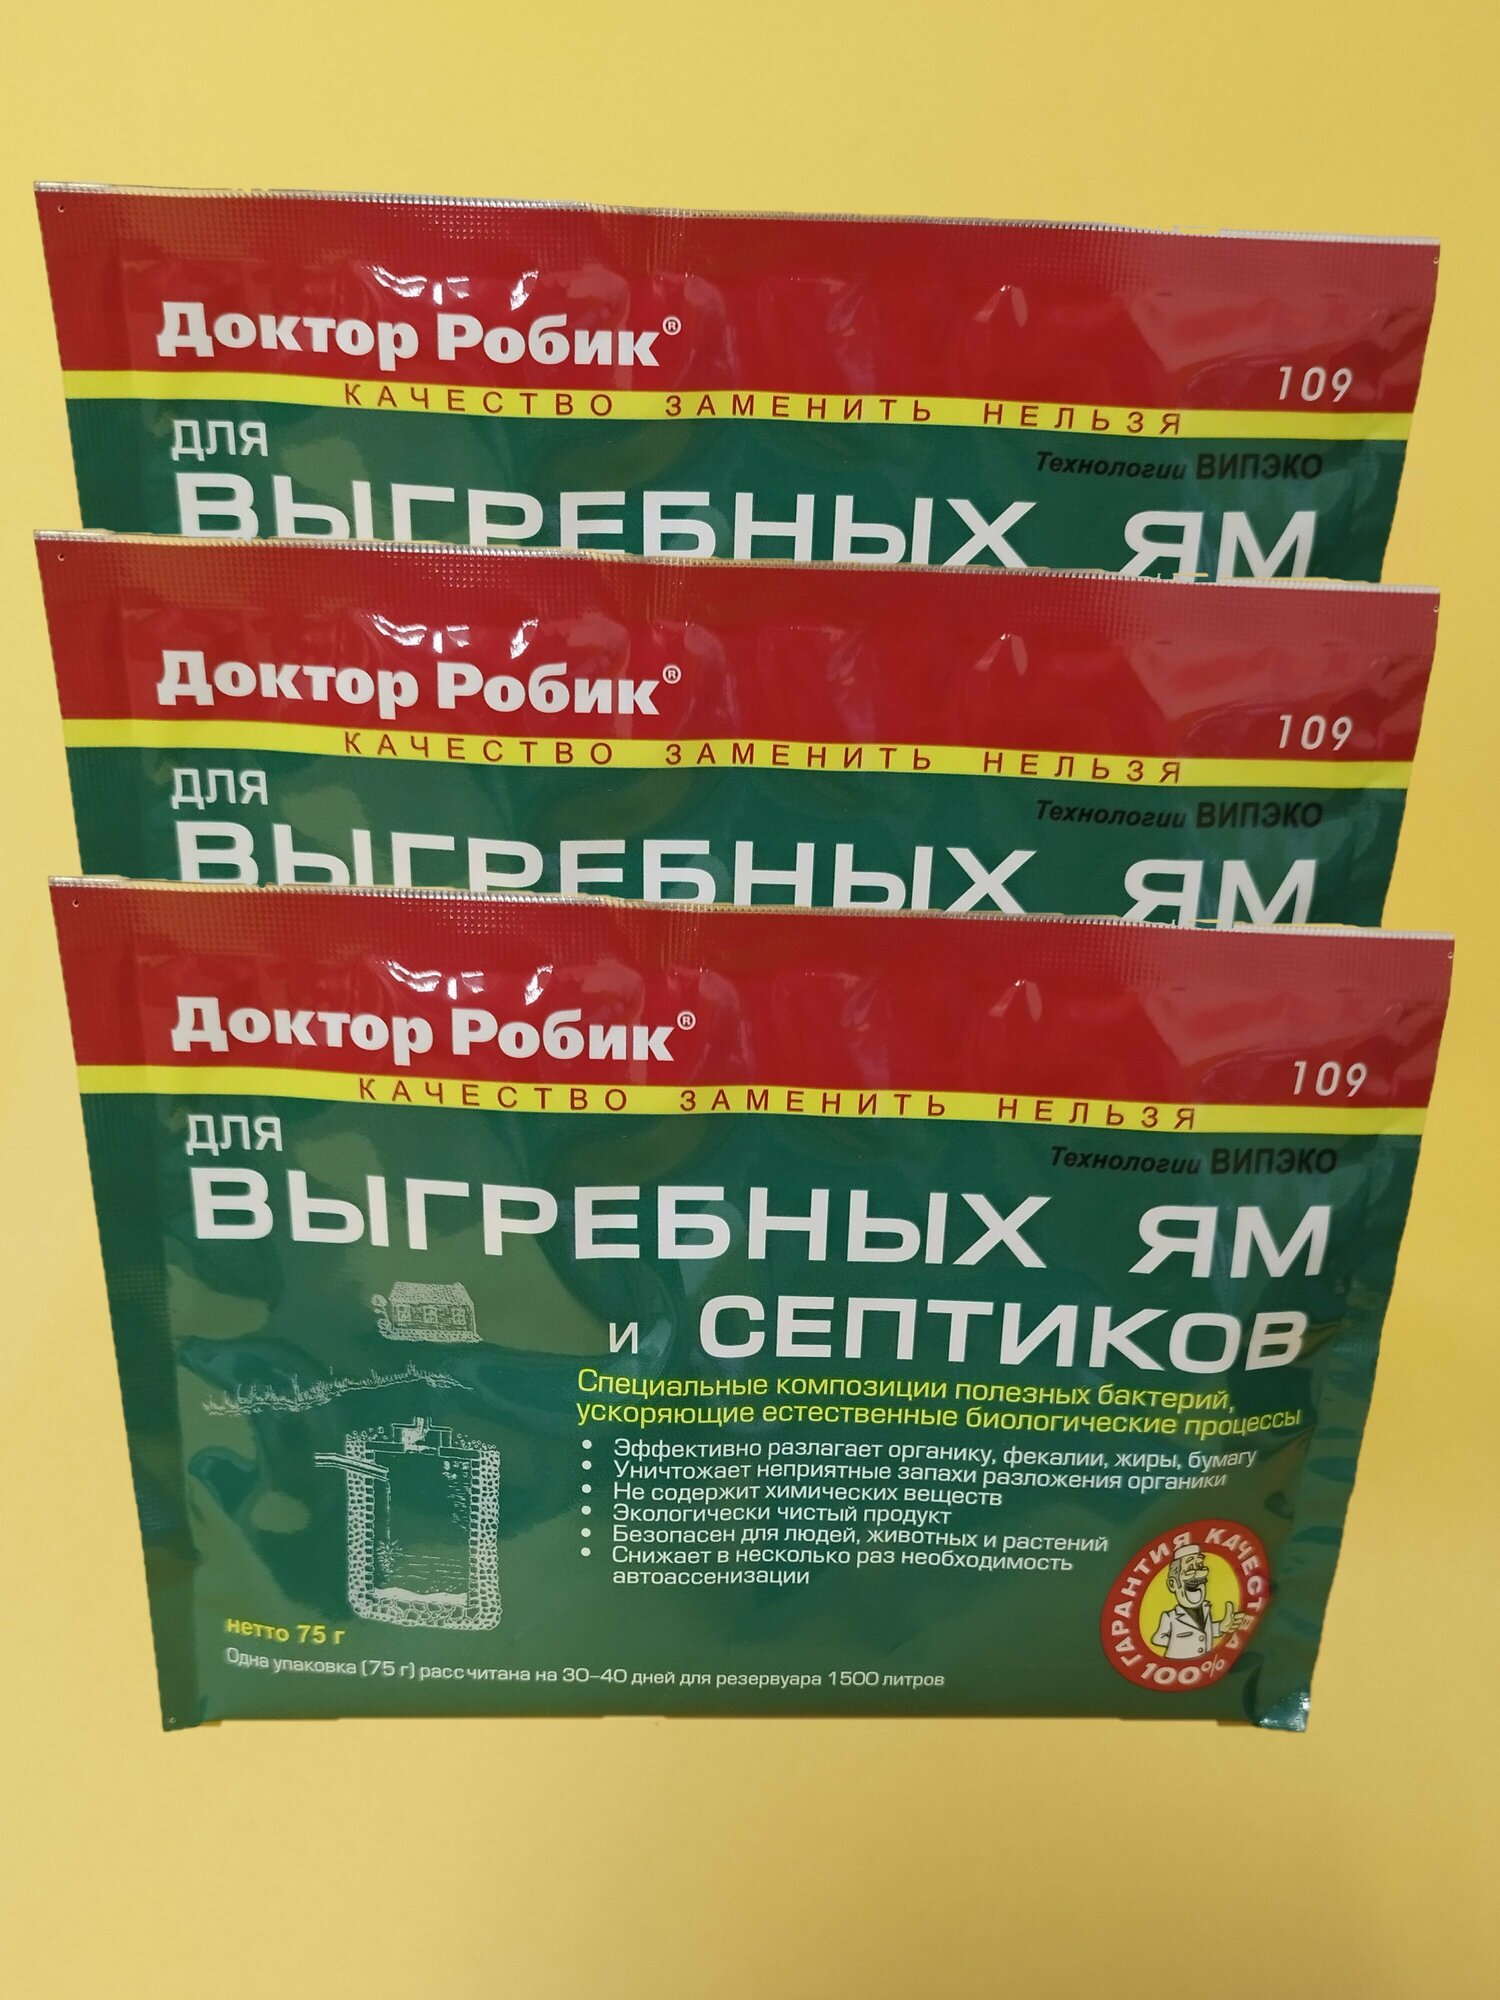 Доктор Робик®
109
КАЧЕСТВО ЗАМЕНИТЬ НЕЛЬЗЯ
для
Технологии ВИПЭКО
ВЫГРЕБНЫХ ЯМ
Доктор Робик®
109
КАЧЕСТВО ЗАМЕНИТЬ НЕЛЬЗЯ
для
Технологии ВИПЭКО
ВЫГРЕБНЫХ ЯМ
Доктор Робик®
109
КАЧЕСТВО ЗАМЕНИТЬ НЕЛЬЗЯ
для
Технологии ВИПЭКО
ВЫГРЕБНЫХ ЯМ
и СЕПТИКОВ
Специальные композиции полезных бактерий,
ускоряющие естественные биологические процессы
• Эффективно разлагает органику, фекалии, жиры, бумагу
• Уничтожает неприятные запахи разложения органики
• Не содержит химических веществ
• Экологически чистый продукт
• Безопасен для людей, животных и растений
• Снижает в несколько раз необходимость
автоассенизации
ГАРАНТИЯ КАЧЕСТВА
100%
нетто 75 г
Одна упаковка (75 г) рассчитана на 30–40 дней для резервуара 1500 литров